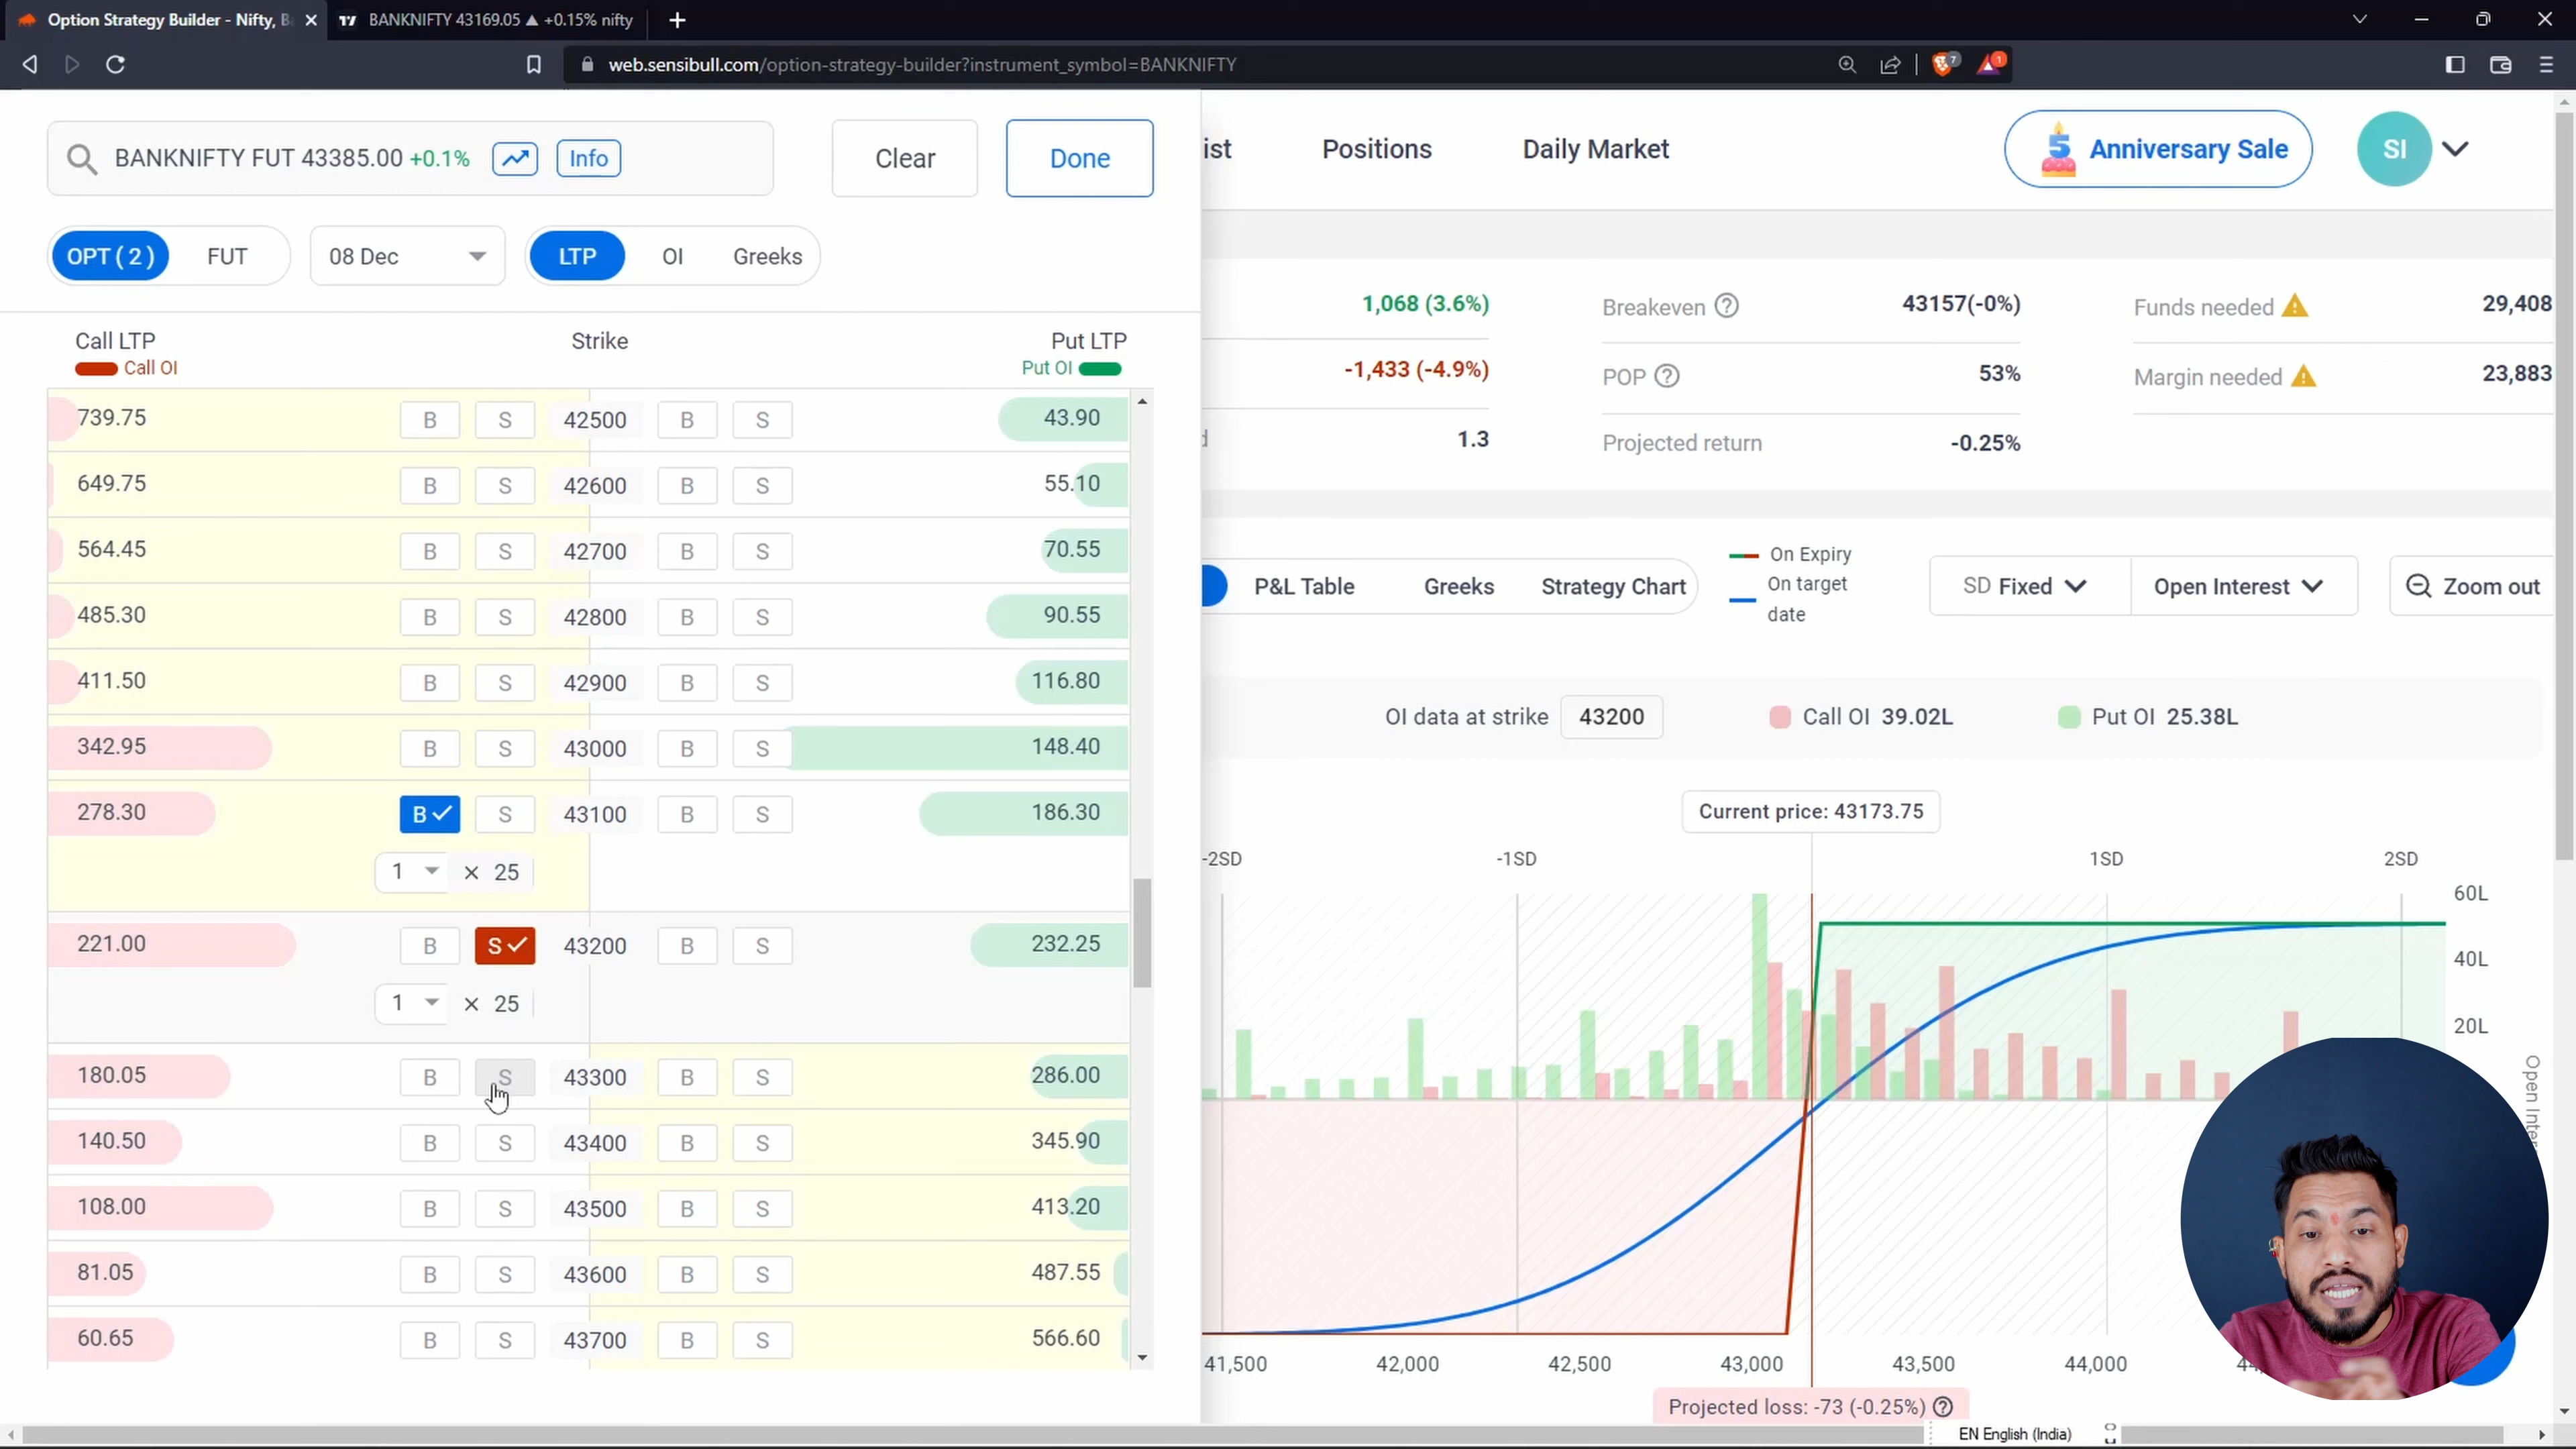 Option Strategy Builder - Nifty, B
BANKNIFTY 43169.05 ▲ +0.15% nifty
web.sensibull.com/option-strategy-builder?instrument_symbol=BANKNIFTY
7
1
BANKNIFTY FUT 43385.00 +0.1%
Info
Clear
Done
ist
Positions
Daily Market
5
Anniversary Sale
SI
OPT ( 2 )
FUT
08 Dec
LTP
OI
Greeks
Call LTP
Strike
Put LTP
Call OI
Put OI
739.75 B S 42500 B S 43.90
649.75 B S 42600 B S 55.10
564.45 B S 42700 B S 70.55
485.30 B S 42800 B S 90.55
411.50 B S 42900 B S 116.80
342.95 B S 43000 B S 148.40
278.30 B S 43100 B S 186.30
1 × 25
221.00 B S 43200 B S 232.25
1 × 25
180.05 B S 43300 B S 286.00
140.50 B S 43400 B S 345.90
108.00 B S 43500 B S 413.20
81.05 B S 43600 B S 487.55
60.65 B S 43700 B S 566.60
1,068 (3.6%)
Breakeven ? 43157(-0%)
Funds needed 29,408
-1,433 (-4.9%)
POP ? 53%
Margin needed 23,883
1.3
Projected return -0.25%
P&L Table
Greeks
Strategy Chart
On Expiry
On target
date
SD Fixed
Open Interest
Zoom out
OI data at strike 43200
Call OI 39.02L
Put OI 25.38L
Current price: 43173.75
-2SD -1SD 1SD 2SD
60L
40L
20L
41,500 42,000 42,500 43,000 43,500 44,000
Projected loss: -73 (-0.25%) ?
EN English (India)